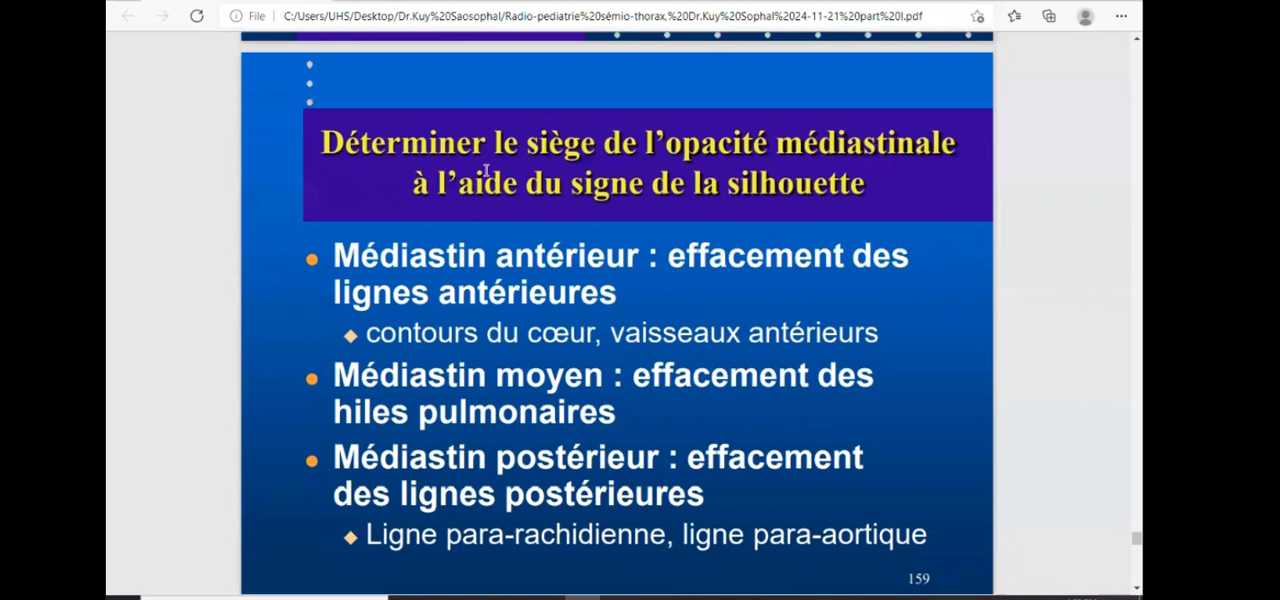 File
C:/Users/UHS/Desktop/Dr.Kuy%20Saosophal/Radio-pediatrie%20sémio-thorax,%20Dr.Kuy%20Sophal%2024-11-21%20part%20I.pdf
Déterminer le siège de l’opacité médiastinale
à l’aide du signe de la silhouette
Médiastin antérieur : effacement des
lignes antérieures
contours du cœur, vaisseaux antérieurs
Médiastin moyen : effacement des
hiles pulmonaires
Médiastin postérieur : effacement
des lignes postérieures
Ligne para-rachidienne, ligne para-aortique
159